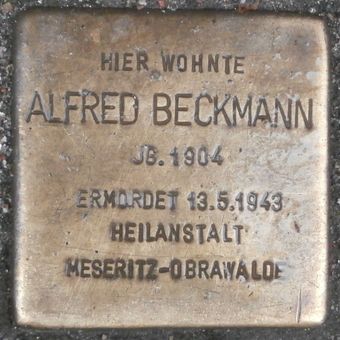 HIER WOHNTE
ALFRED BECKMANN
JG. 1904
ERMORDET 13.5.1943
HEILANSTALT
MESERITZ-OBRAWALDE